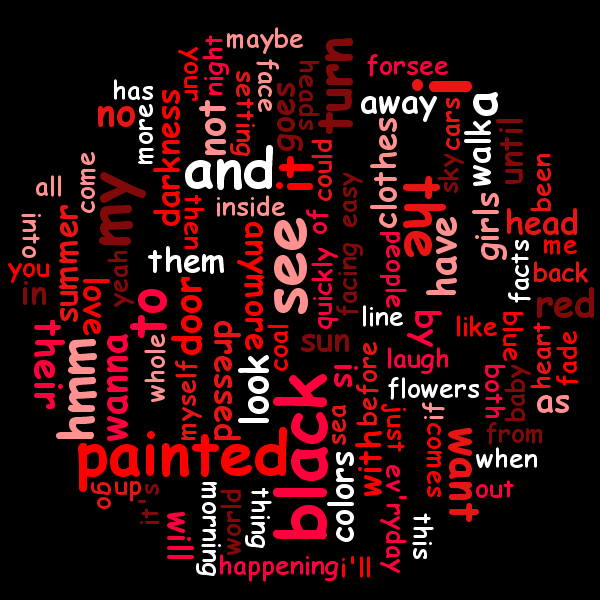 maybe
has
more
no
your
night
not
setting
face
goes
heads
turn
forsee
i
away
cars
sky
a
walk
until
been
all
come
into
my
darkness
then
and
it
could
inside
of
easy
clothes
the
have
girls
head
me
you
in
summer
yeah
them
anymore
see
quickly
facing
people
facts
back
red
their
love
to
door
line
by
like
blue
heart
fade
hmm
wanna
whole
myself
dressed
look
coal
sun
is
before
laugh
flowers
both
baby
as
painted
black
sea
with
just
if
comes
want
from
when
go
up
it's
will
morning
world
thing
colors
ev'ryday
this
out
happening
i'll